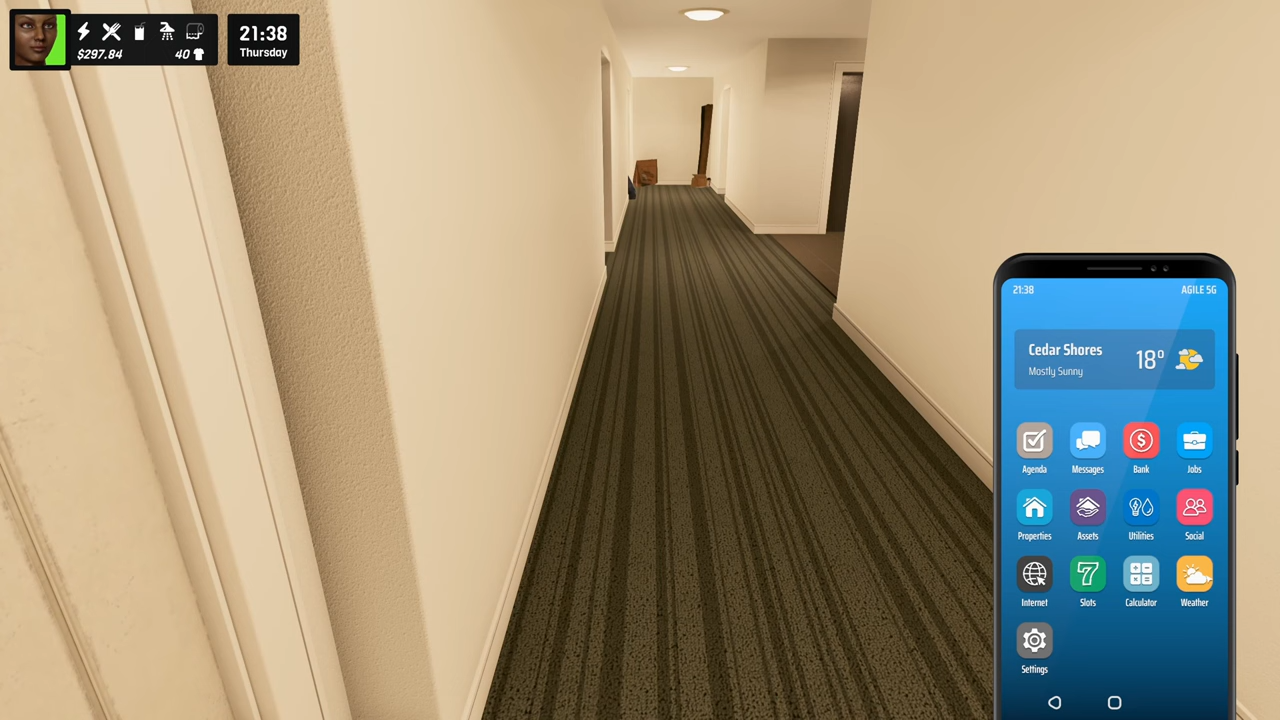 21:38
Thursday
$297.84
40
21:38
AGILE 5G
Cedar Shores
Mostly Sunny
18°
Agenda
Messages
Bank
Jobs
Properties
Assets
Utilities
Social
Internet
7
Slots
Calculator
Weather
Settings